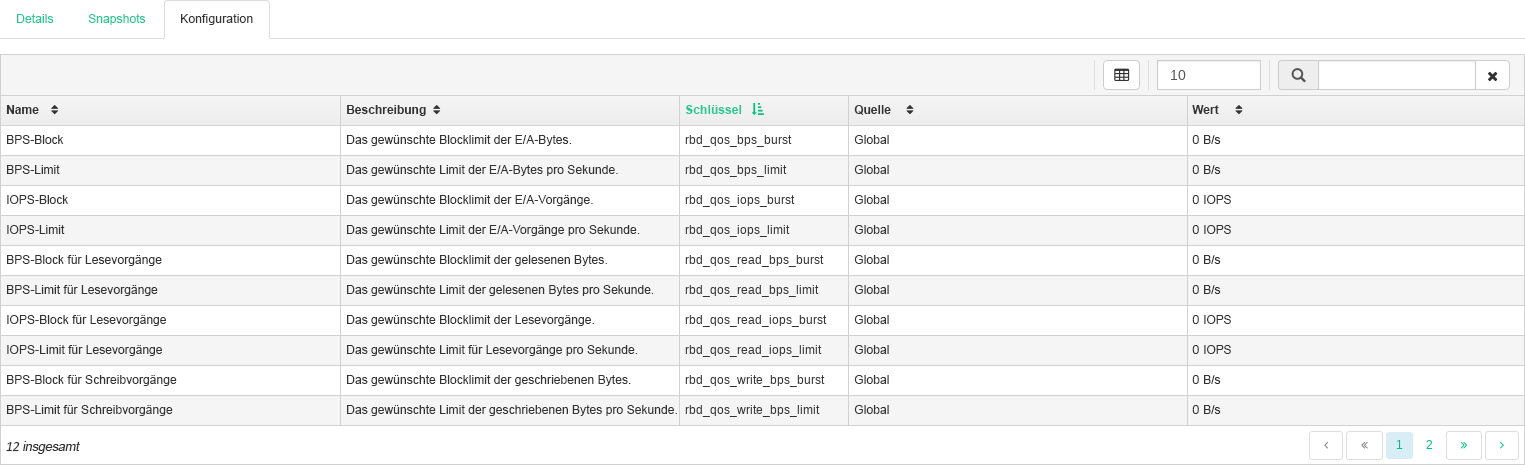 Details Snapshots Konfiguration
10
Name Beschreibung Schlüssel Quelle Wert
BPS-Block Das gewünschte Blocklimit der E/A-Bytes. rbd_qos_bps_burst Global 0 B/s
BPS-Limit Das gewünschte Limit der E/A-Bytes pro Sekunde. rbd_qos_bps_limit Global 0 B/s
IOPS-Block Das gewünschte Blocklimit der E/A-Vorgänge. rbd_qos_iops_burst Global 0 IOPS
IOPS-Limit Das gewünschte Limit der E/A-Vorgänge pro Sekunde. rbd_qos_iops_limit Global 0 IOPS
BPS-Block für Lesevorgänge Das gewünschte Blocklimit der gelesenen Bytes. rbd_qos_read_bps_burst Global 0 B/s
BPS-Limit für Lesevorgänge Das gewünschte Limit der gelesenen Bytes pro Sekunde. rbd_qos_read_bps_limit Global 0 B/s
IOPS-Block für Lesevorgänge Das gewünschte Blocklimit der Lesevorgänge. rbd_qos_read_iops_burst Global 0 IOPS
IOPS-Limit für Lesevorgänge Das gewünschte Limit für Lesevorgänge pro Sekunde. rbd_qos_read_iops_limit Global 0 IOPS
BPS-Block für Schreibvorgänge Das gewünschte Blocklimit der geschriebenen Bytes. rbd_qos_write_bps_burst Global 0 B/s
BPS-Limit für Schreibvorgänge Das gewünschte Limit der geschriebenen Bytes pro Sekunde. rbd_qos_write_bps_limit Global 0 B/s
12 insgesamt ‹ « 1 2 » ›